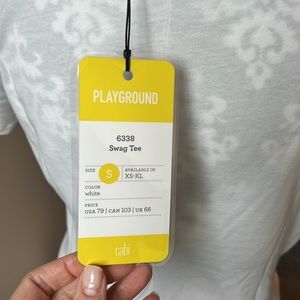 PLAYGROUND
6338
Swag Tee
SIZE S AVAILABLE IN
XS-XL
COLOR
white
PRICE
USA 79 | CAN 103 | UK 66
cabi